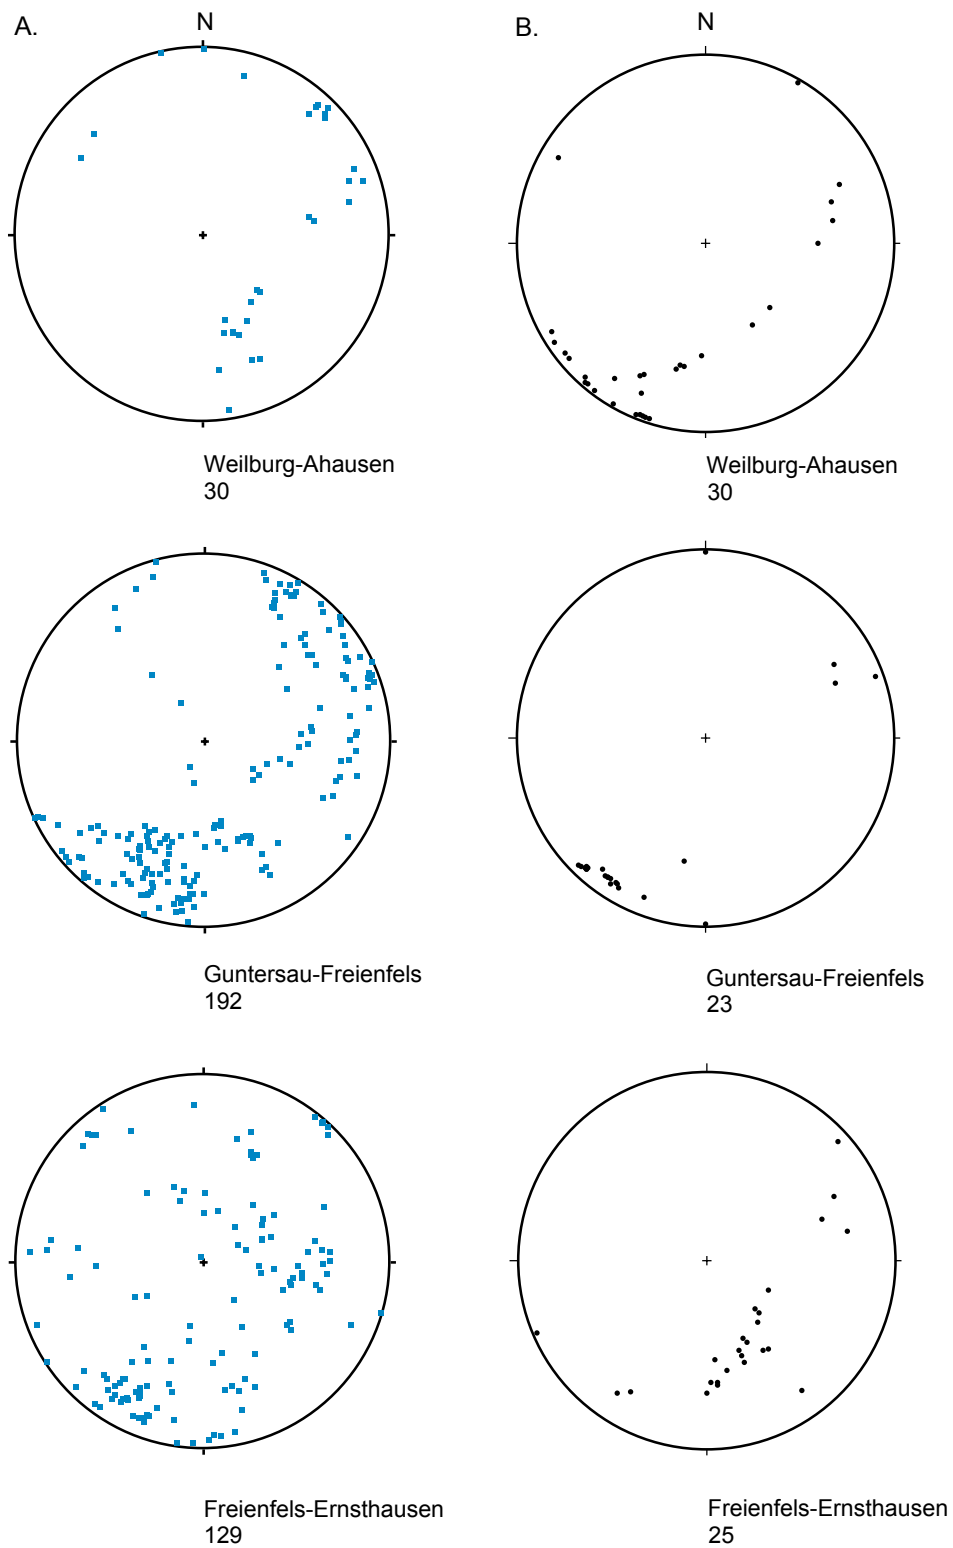 A.
N
B.
N
Weilburg-Ahausen
30
Weilburg-Ahausen
30
Guntersau-Freienfels
192
Guntersau-Freienfels
23
Freienfels-Ernsthausen
129
Freienfels-Ernsthausen
25